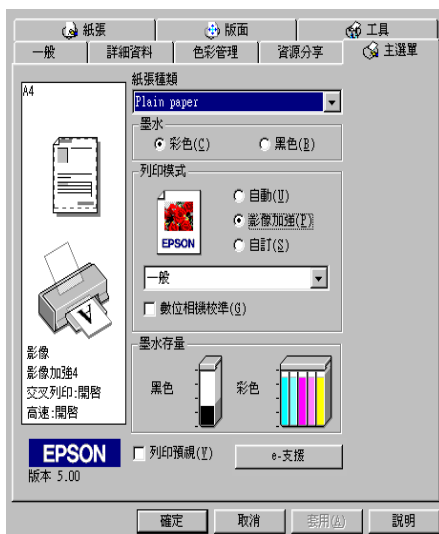 紙張 版面 工具
一般 詳細資料 色彩管理 資源分享 主選單
A4
紙張種類
Plain paper
墨水
彩色(C) 黑色(B)
列印模式
EPSON
自動(U)
影像加強(P)
自訂(S)
一般
數位相機校準(G)
A
影像
影像加強4
交叉列印:開啓
高速:開啓
墨水存量
黑色 彩色
EPSON
版本 5.00
列印預視(V) e-支援
確定 取消 套用(A) 說明